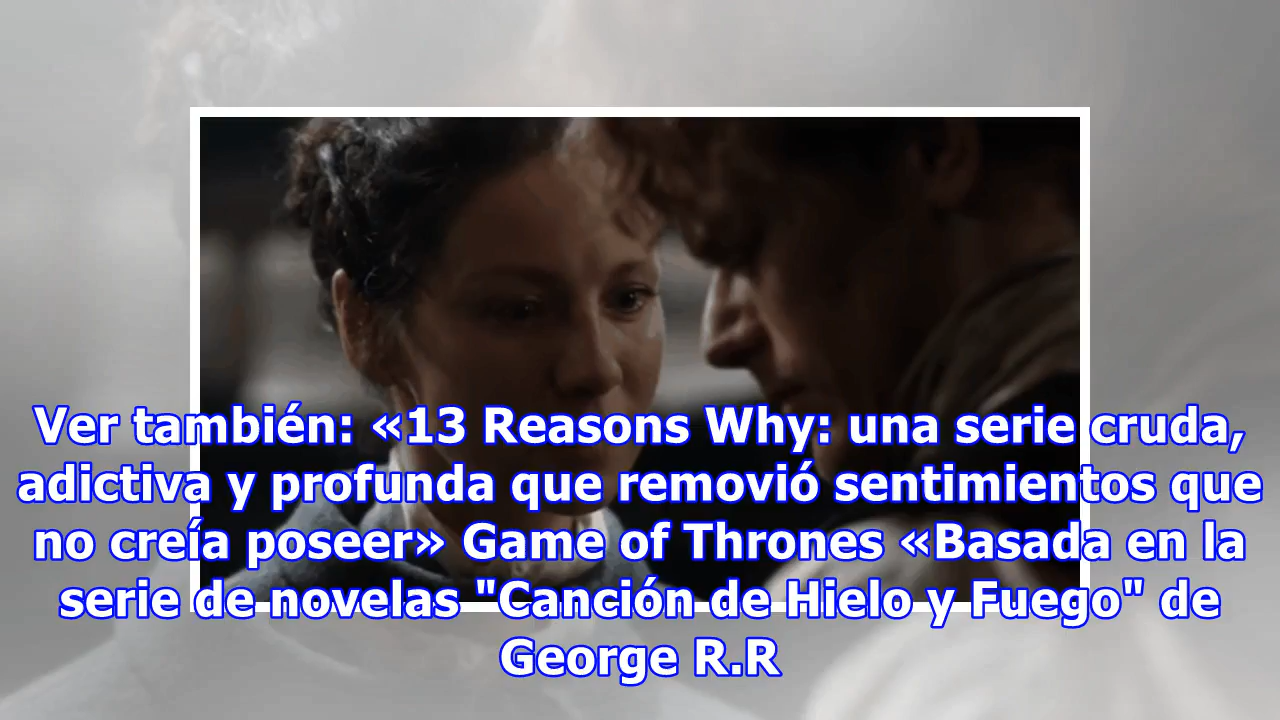 Ver también: «13 Reasons Why: una serie cruda,
adictiva y profunda que removió sentimientos que
no creía poseer» Game of Thrones «Basada en la
serie de novelas "Canción de Hielo y Fuego" de
George R.R